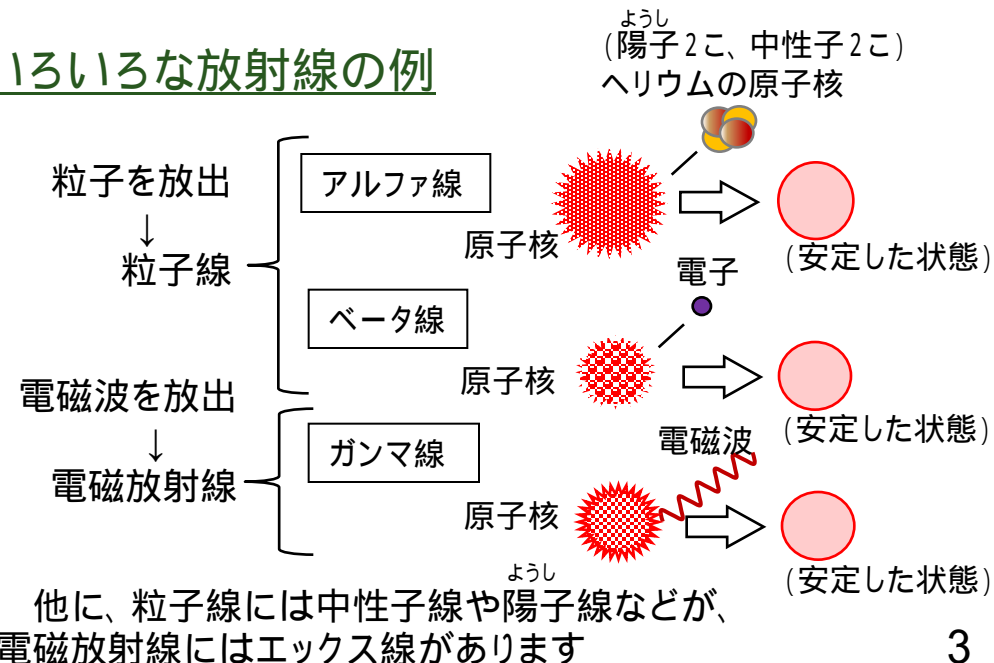 いろいろな放射線の例
ようし
(陽子2こ、中性子2こ)
ヘリウムの原子核
粒子を放出
↓
粒子線
アルファ線
原子核
(安定した状態)
電子
ベータ線
原子核
(安定した状態)
電磁波を放出
↓
電磁放射線
ガンマ線
電磁波
原子核
(安定した状態)
ようし
他に、粒子線には中性子線や陽子線などが、
電磁放射線にはエックス線があります
3